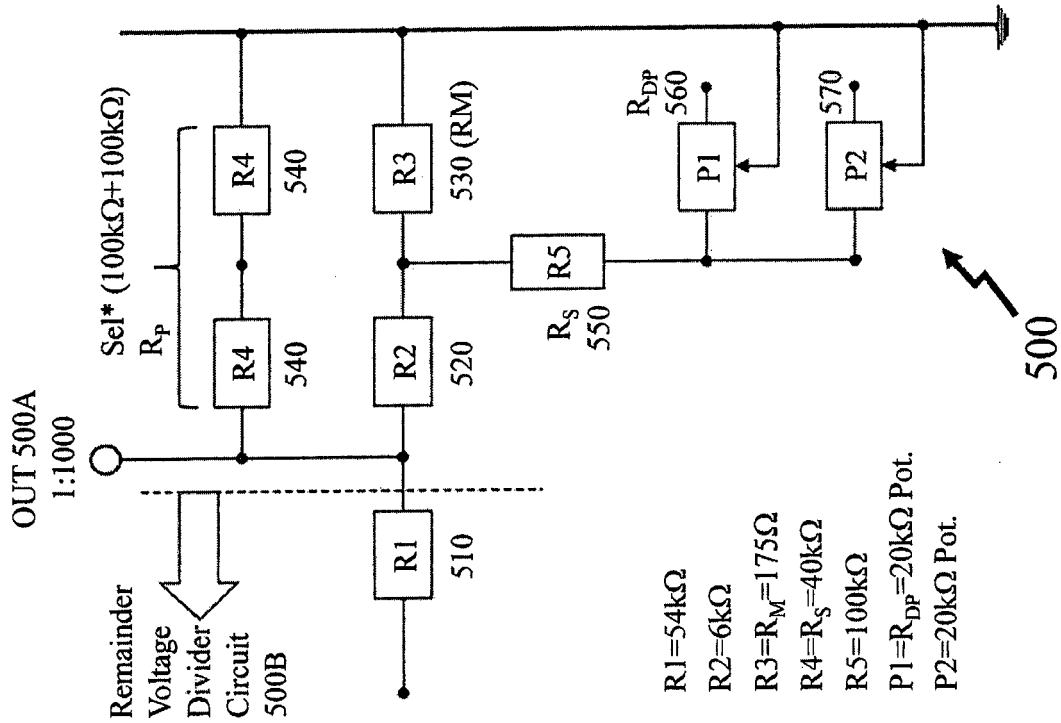 OUT 500A
1:1000
Remainder
Voltage
Divider
Circuit
500B
Sel* (100kΩ+100kΩ)
R_P
R4
540
R4
540
R1
510
R2
520
R3
530 (RM)
R5
R_S
550
R_DP
560
P1
570
P2
R1=54kΩ
R2=6kΩ
R3=R_M=175Ω
R4=R_S=40kΩ
R5=100kΩ
P1=R_DP=20kΩ Pot.
P2=20kΩ Pot.
500